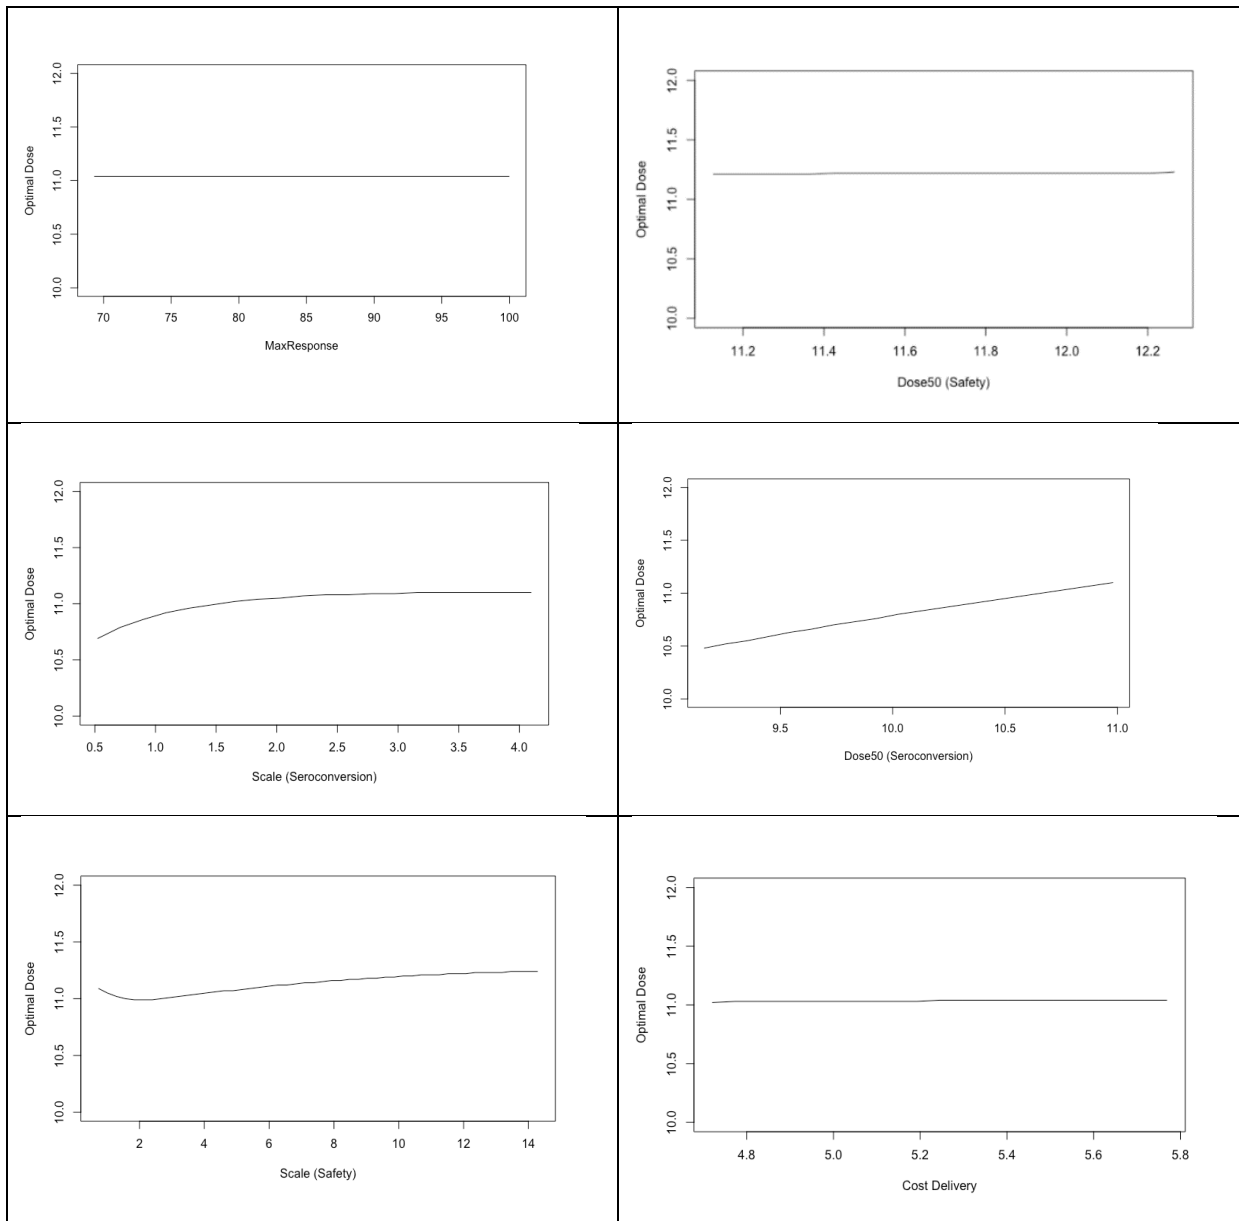 12.0
11.5
11.0
10.5
10.0
Optimal Dose
70 75 80 85 90 95 100
MaxResponse
12.0
11.5
11.0
10.5
10.0
Optimal Dose
11.2 11.4 11.6 11.8 12.0 12.2
Dose50 (Safety)
12.0
11.5
11.0
10.5
10.0
Optimal Dose
0.5 1.0 1.5 2.0 2.5 3.0 3.5 4.0
Scale (Seroconversion)
12.0
11.5
11.0
10.5
10.0
Optimal Dose
9.5 10.0 10.5 11.0
Dose50 (Seroconversion)
12.0
11.5
11.0
10.5
10.0
Optimal Dose
2 4 6 8 10 12 14
Scale (Safety)
12.0
11.5
11.0
10.5
10.0
Optimal Dose
4.8 5.0 5.2 5.4 5.6 5.8
Cost Delivery